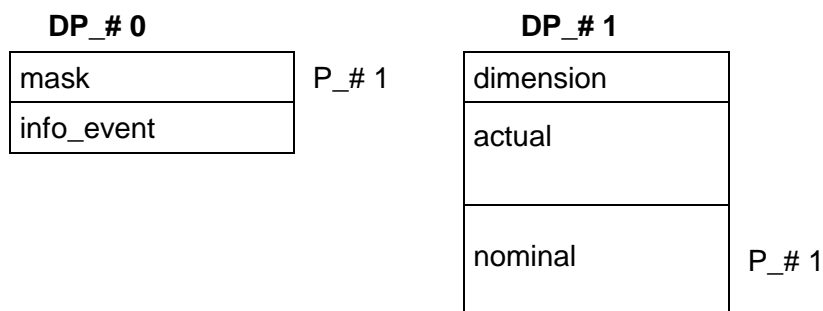 DP_# 0
mask
P_# 1
info_event
DP_# 1
dimension
actual
nominal
P_# 1